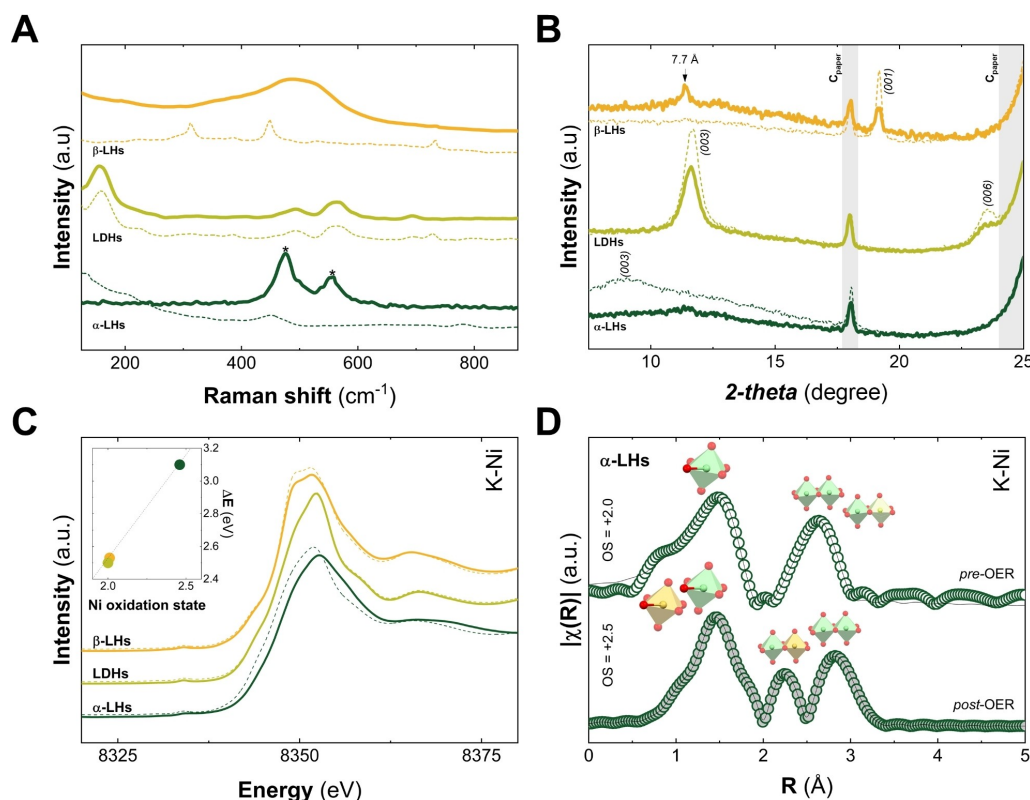 A
Intensity (a.u)
β-LHs
LDHs
* *
α-LHs
200 400 600 800
Raman shift (cm-1)
B
Intensity (a.u.)
7.7 Å
Cpaper
(001)
Cpaper
β-LHs
(003)
(006)
LDHs
(003)
α-LHs
10 15 20 25
2-theta (degree)
C
Intensity (a.u.)
K-Ni
3.2
3.0
2.8
2.6
2.4
ΔE (eV)
2.0 2.5
Ni oxidation state
β-LHs
LDHs
α-LHs
8325 8350 8375
Energy (eV)
D
|χ(R)| (a.u.)
α-LHs
K-Ni
OS = +2.0
pre-OER
OS = +2.5
post-OER
0 1 2 3 4 5
R (Å)